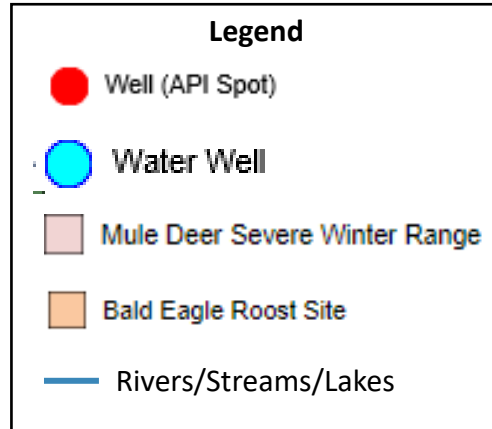 Legend
Well (API Spot)
Water Well
Mule Deer Severe Winter Range
Bald Eagle Roost Site
Rivers/Streams/Lakes